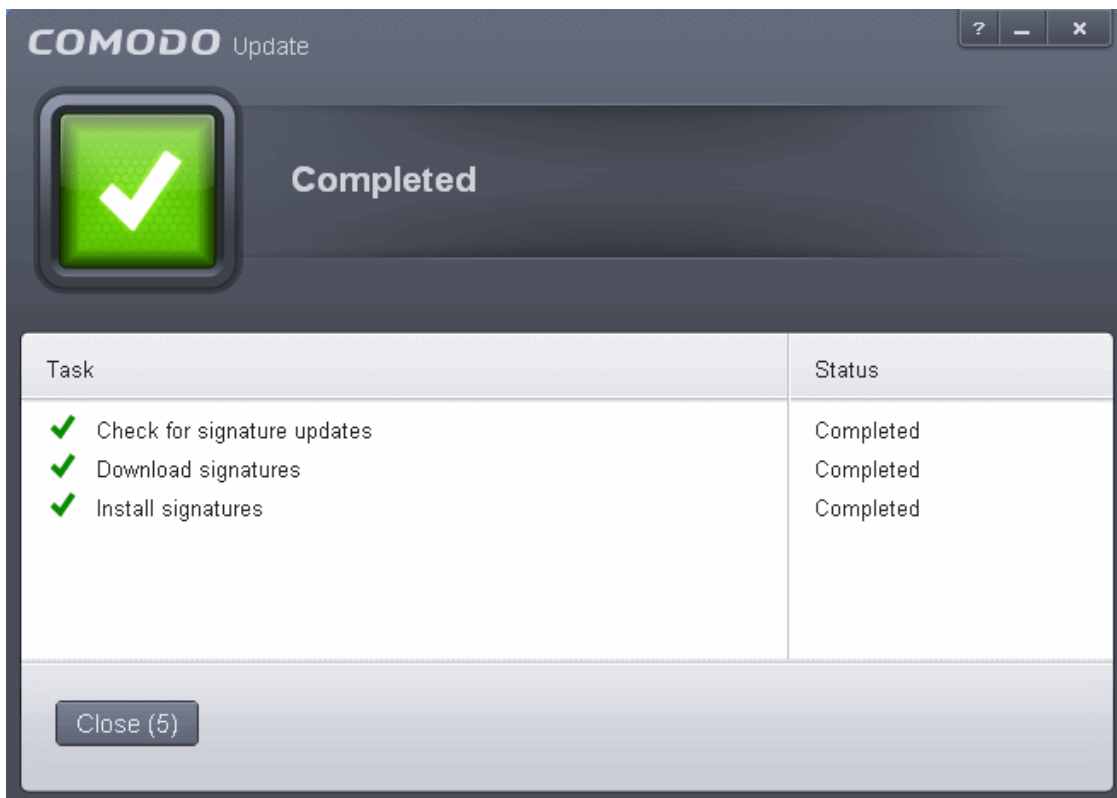 COMODO Update
? – ×
Completed
Task Status
Check for signature updates Completed
Download signatures Completed
Install signatures Completed
Close (5)